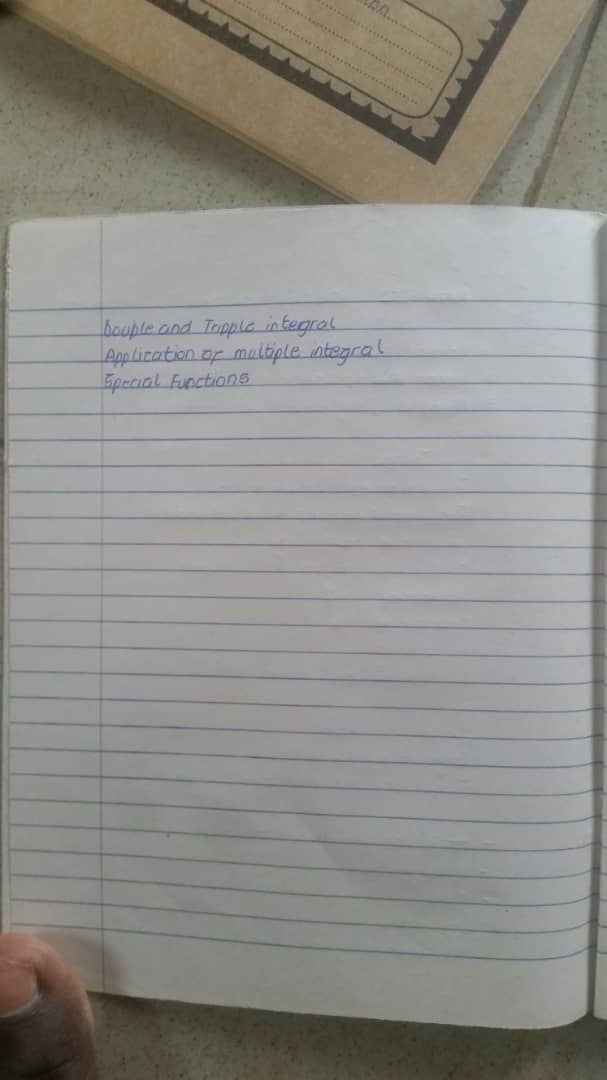 Double and Tripple integral
Application of multiple integral
Special Functions